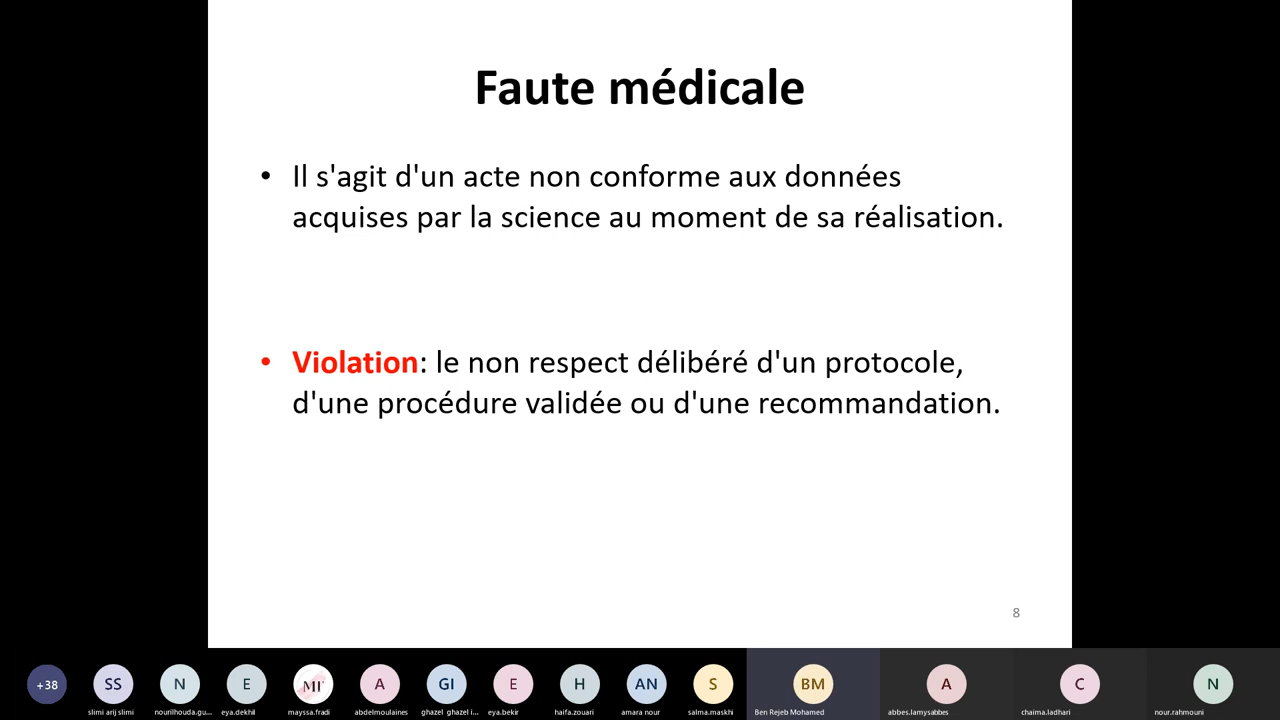 Faute médicale
• Il s'agit d'un acte non conforme aux données
acquises par la science au moment de sa réalisation.
• Violation: le non respect délibéré d'un protocole,
d'une procédure validée ou d'une recommandation.
8
+38 SS N E MF A GI E H AN S BM A C N
slimi arij.slimi nourilhouda.gu... eya.dekhil mayssa.fradi abdelmoulaines ghazel ghazel i... eya.bekir haifa.zouari amara nour salma.maskhi Ben Rejeb Mohamed abbes.lamysabbes chaima.ladhari nour.rahmouni